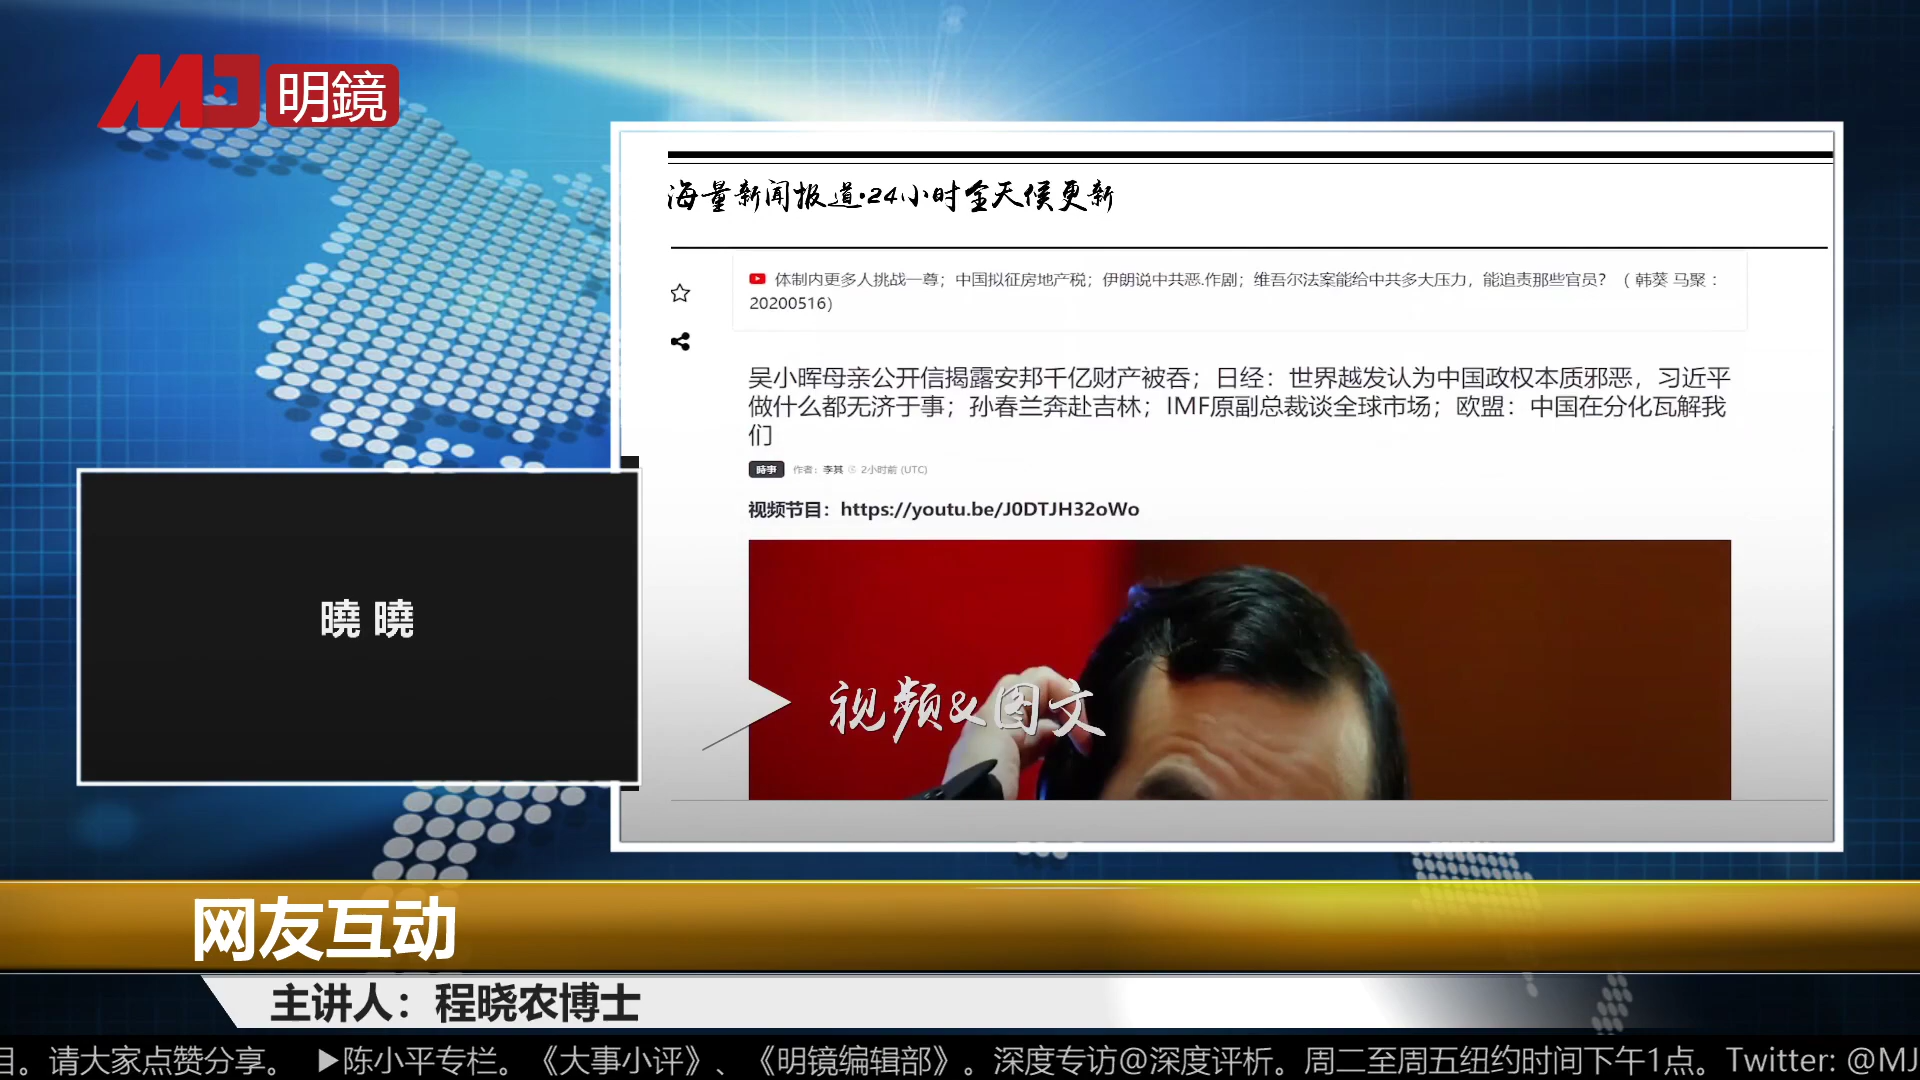 MJ 明鏡
海量新闻报道·24小时全天候更新
体制内更多人挑战一尊；中国拟征房地产税；伊朗说中共恶.作剧；维吾尔法案能给中共多大压力，能追责那些官员？（ 韩葵 马聚 ：
20200516）
吴小晖母亲公开信揭露安邦千亿财产被吞；日经：世界越发认为中国政权本质邪恶，习近平
做什么都无济于事；孙春兰奔赴吉林；IMF原副总裁谈全球市场；欧盟：中国在分化瓦解我
们
時事 作者：李其 2小时前 (UTC)
视频节目：https://youtu.be/J0DTJH32oWo
视频&图文
曉 曉
网友互动
主讲人：程晓农博士
目。请大家点赞分享。 ▶陈小平专栏。《大事小评》、《明镜编辑部》。深度专访@深度评析。周二至周五纽约时间下午1点。Twitter: @MJ